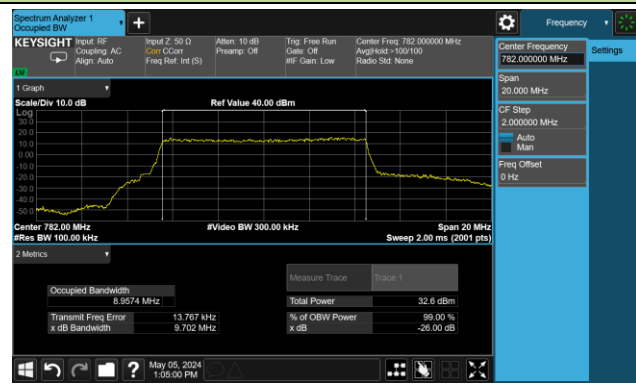 Spectrum Analyzer 1
Occupied BW
+
Frequency
KEYSIGHT
Input: RF
Coupling: AC
Align: Auto
Input Z: 50 Ω
Corr CCorr
Freq Ref: Int (S)
Atten: 10 dB
Preamp: Off
Trig: Free Run
Gate: Off
#IF Gain: Low
Center Freq: 782.000000 MHz
Avg|Hold:>100/100
Radio Std: None
Center Frequency
782.000000 MHz
Settings
Span
20.000 MHz
CF Step
2.000000 MHz
Auto
Man
Freq Offset
0 Hz
1 Graph
Scale/Div 10.0 dB
Ref Value 40.00 dBm
Log
30.0
20.0
10.0
0.00
-10.0
-20.0
-30.0
-40.0
-50.0
Center 782.00 MHz
#Video BW 300.00 kHz
Span 20 MHz
#Res BW 100.00 kHz
Sweep 2.00 ms (2001 pts)
2 Metrics
Measure Trace
Trace 1
Occupied Bandwidth
8.9574 MHz
Total Power
32.6 dBm
Transmit Freq Error
13.767 kHz
% of OBW Power
99.00 %
x dB Bandwidth
9.702 MHz
x dB
-26.00 dB
?
May 05, 2024
1:05:00 PM